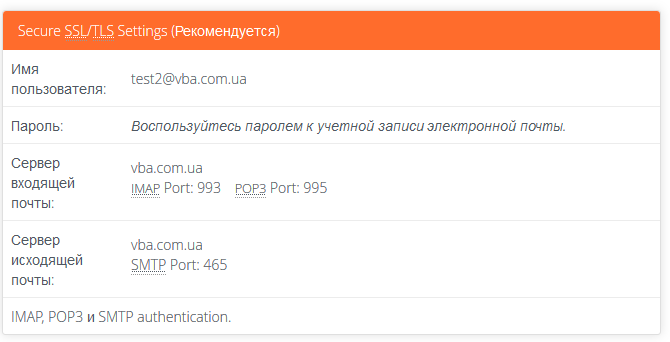 Secure SSL/TLS Settings (Рекомендуется)
Имя
пользователя:
test2@vba.com.ua
Пароль:
Воспользуйтесь паролем к учетной записи электронной почты.
Сервер
входящей
почты:
vba.com.ua
IMAP Port: 993 POP3 Port: 995
Сервер
исходящей
почты:
vba.com.ua
SMTP Port: 465
IMAP, POP3 и SMTP authentication.